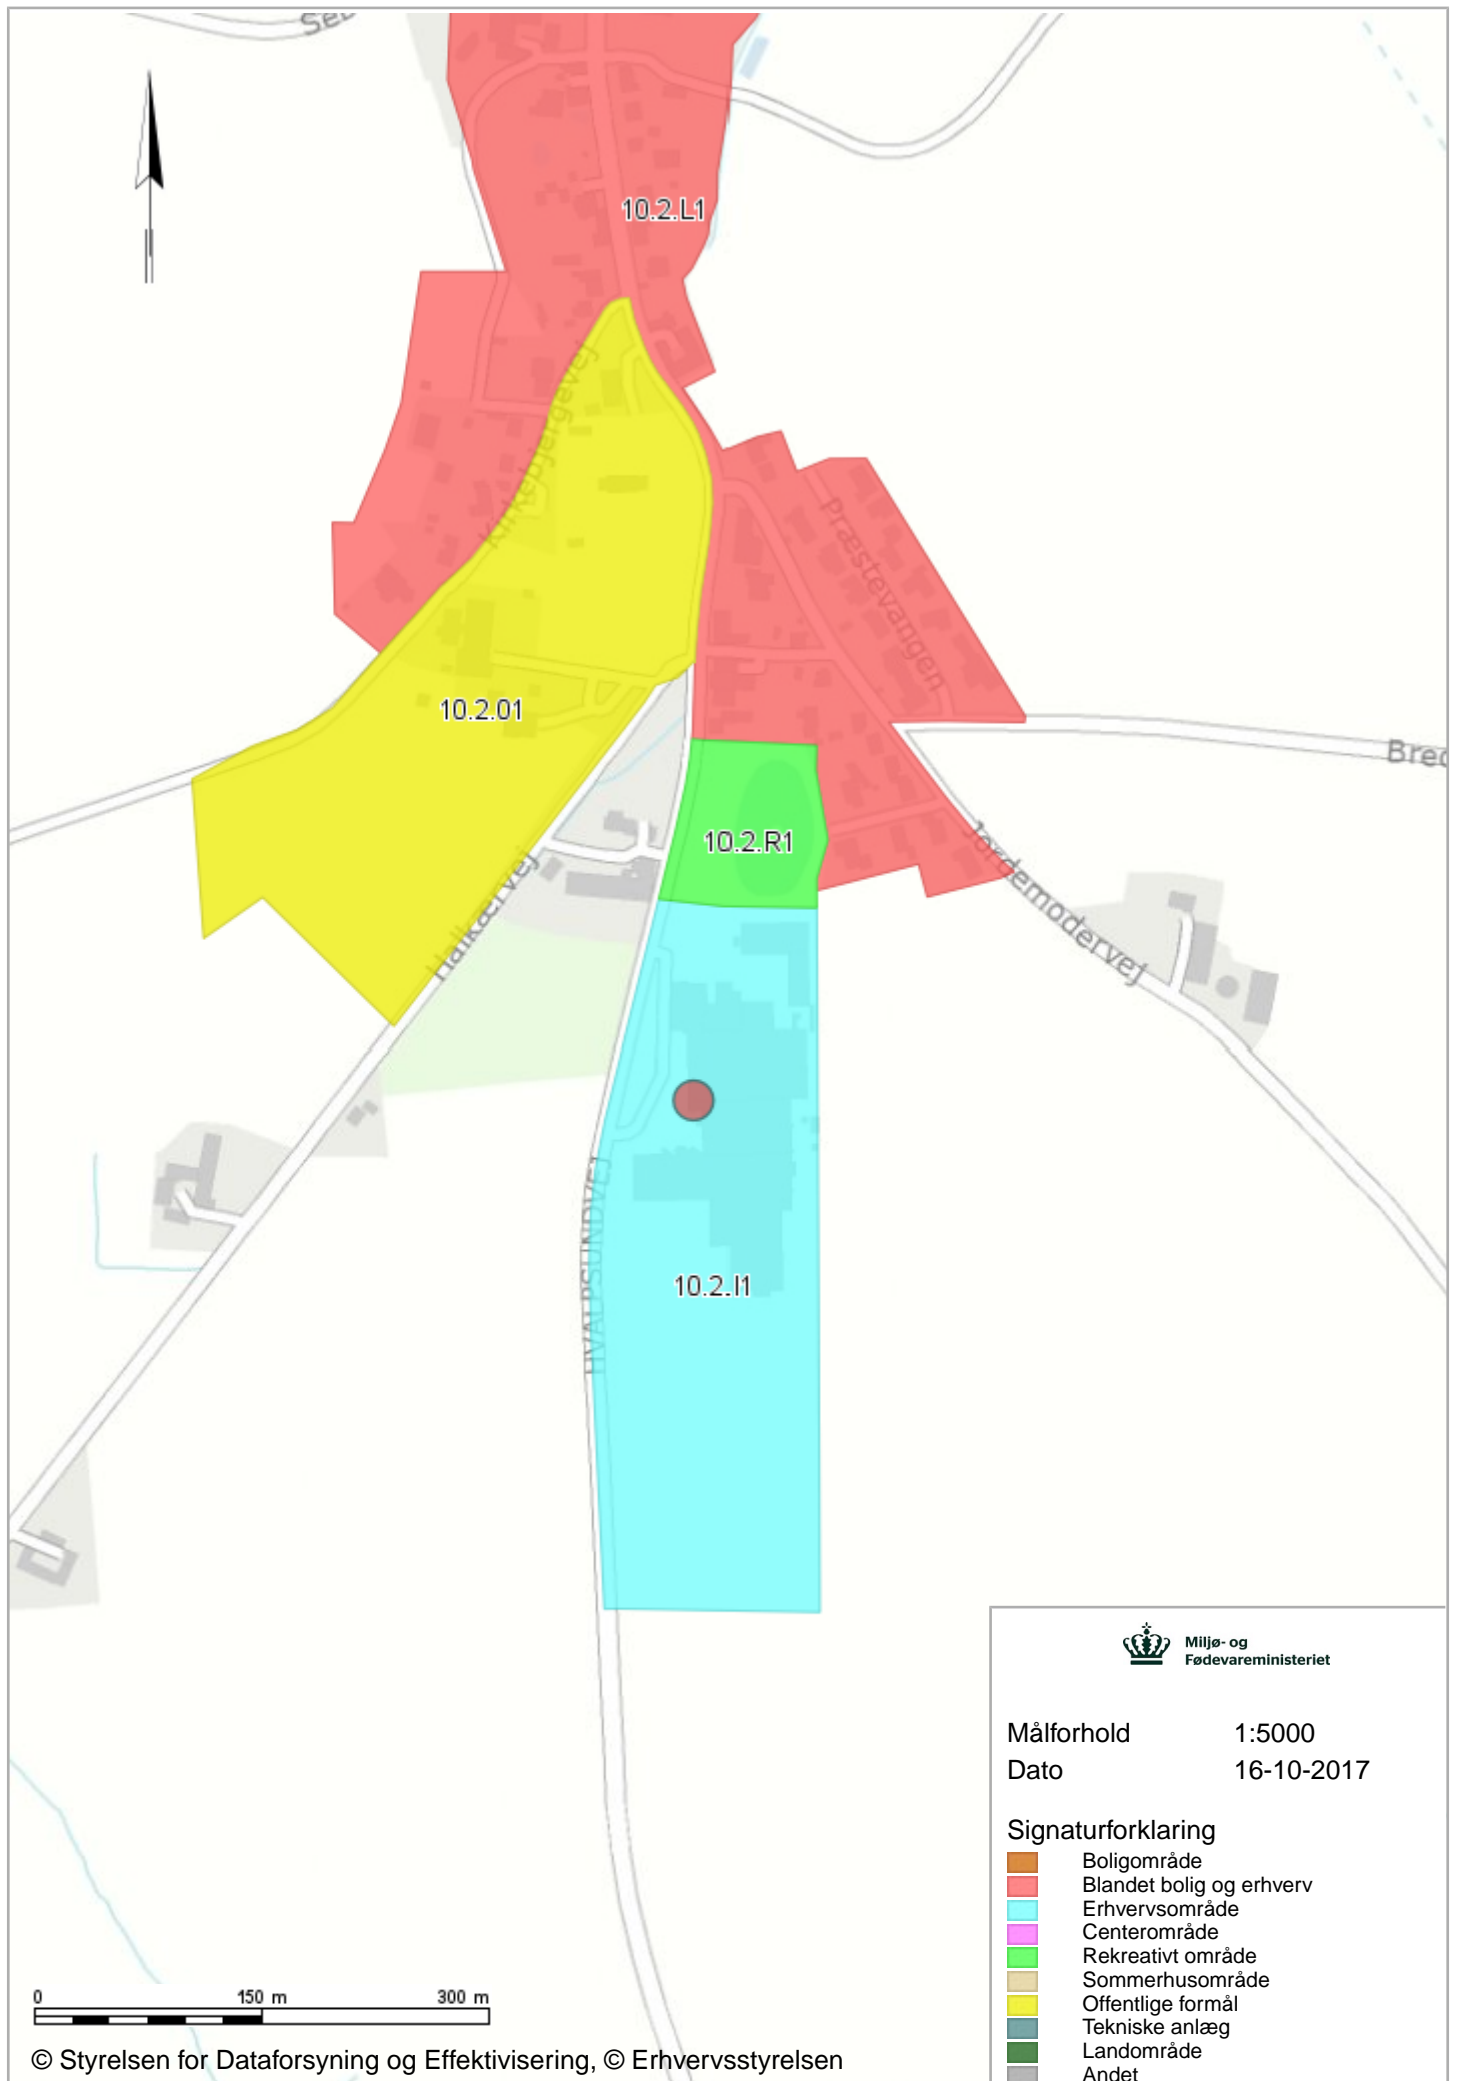 10.2.L1
Kirkebjergevej
Præstevangen
10.2.01
10.2.R1
Jordemodervej
Halkærvej
HVALPSUNDVEJ
10.2.I1
Miljø- og
Fødevareministeriet
Målforhold 1:5000
Dato 16-10-2017
Signaturforklaring
Boligområde
Blandet bolig og erhverv
Erhvervsområde
Centerområde
Rekreativt område
Sommerhusområde
Offentlige formål
Tekniske anlæg
Landområde
Andet
0 150 m 300 m
© Styrelsen for Dataforsyning og Effektivisering, © Erhvervsstyrelsen